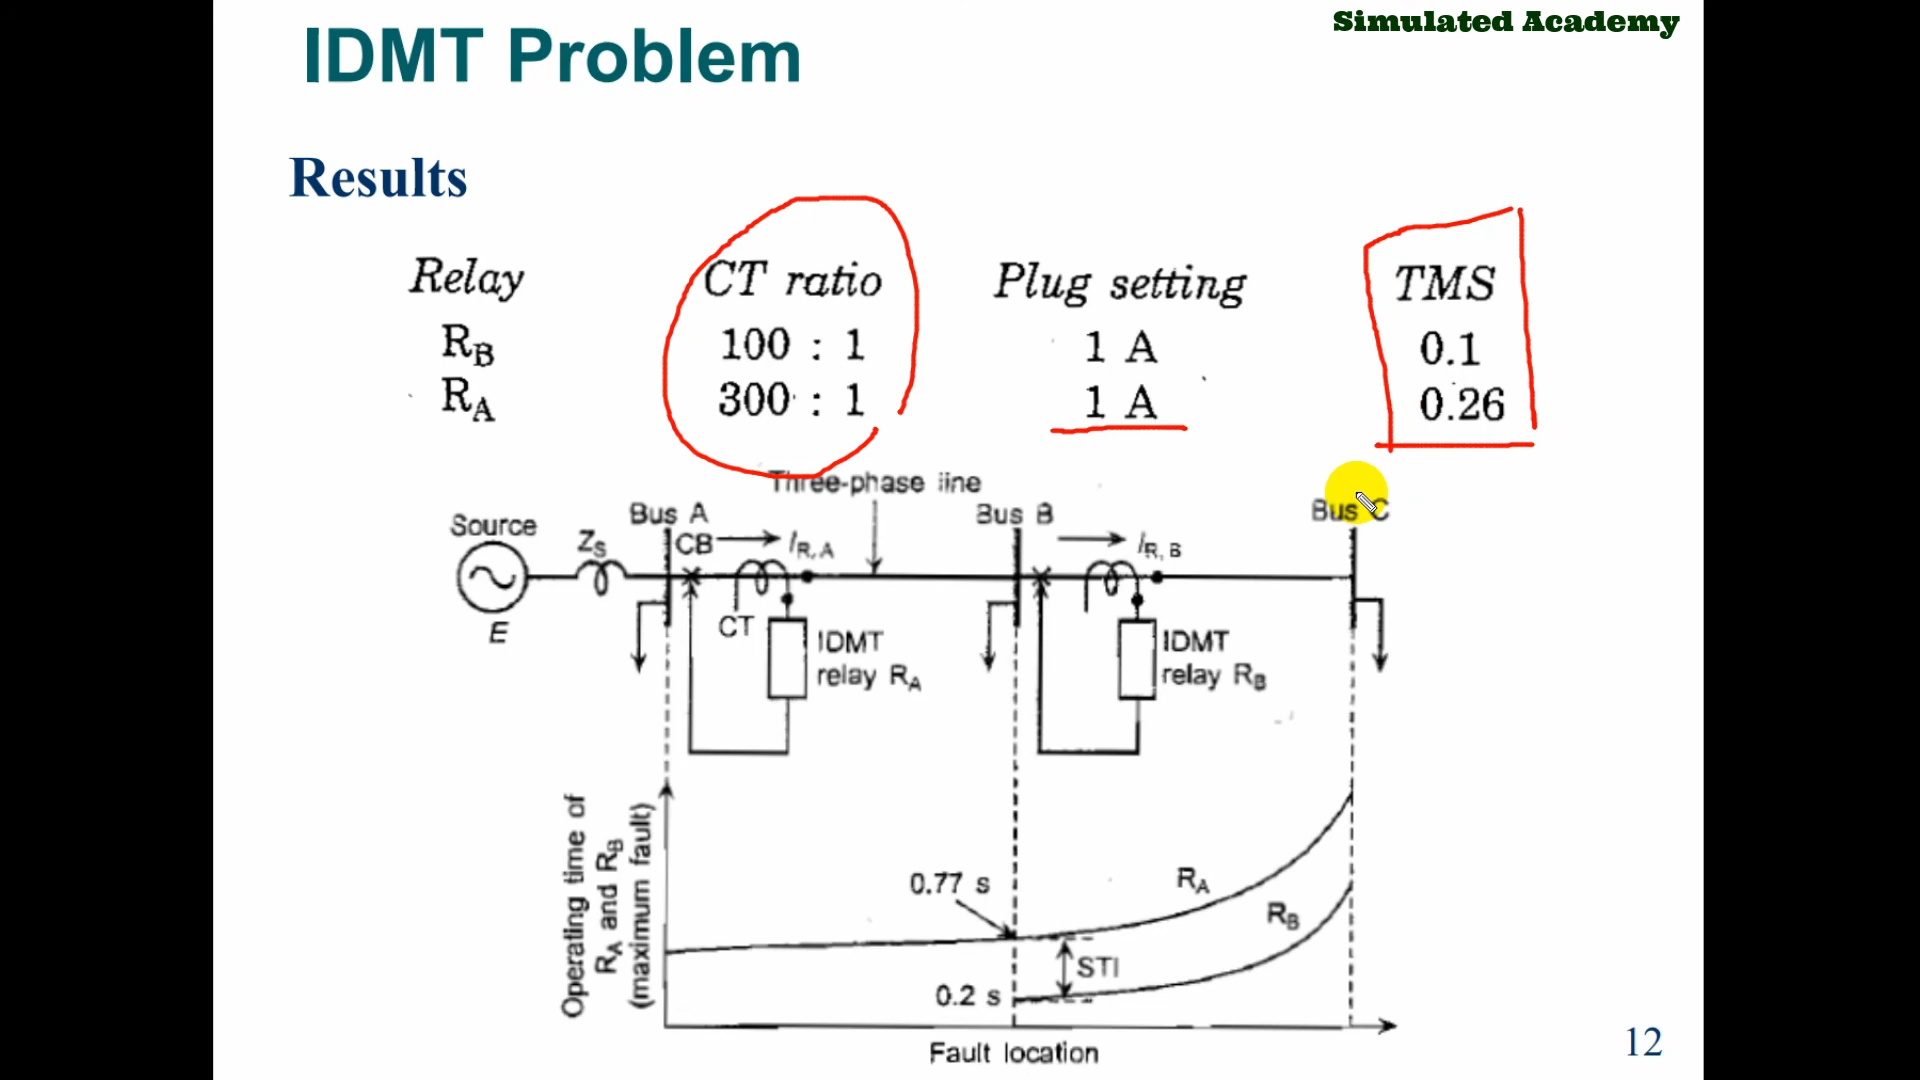 Simulated Academy
IDMT Problem
Results
Relay CT ratio Plug setting TMS
RB 100 : 1 1 A 0.1
RA 300 : 1 1 A 0.26
Three-phase line
Source Bus A Bus B Bus C
Zs CB IR, A IR, B
E CT IDMT relay RA
IDMT relay RB
Operating time of
RA and RB
(maximum fault)
0.77 s RA
RB
STI
0.2 s
Fault location
12